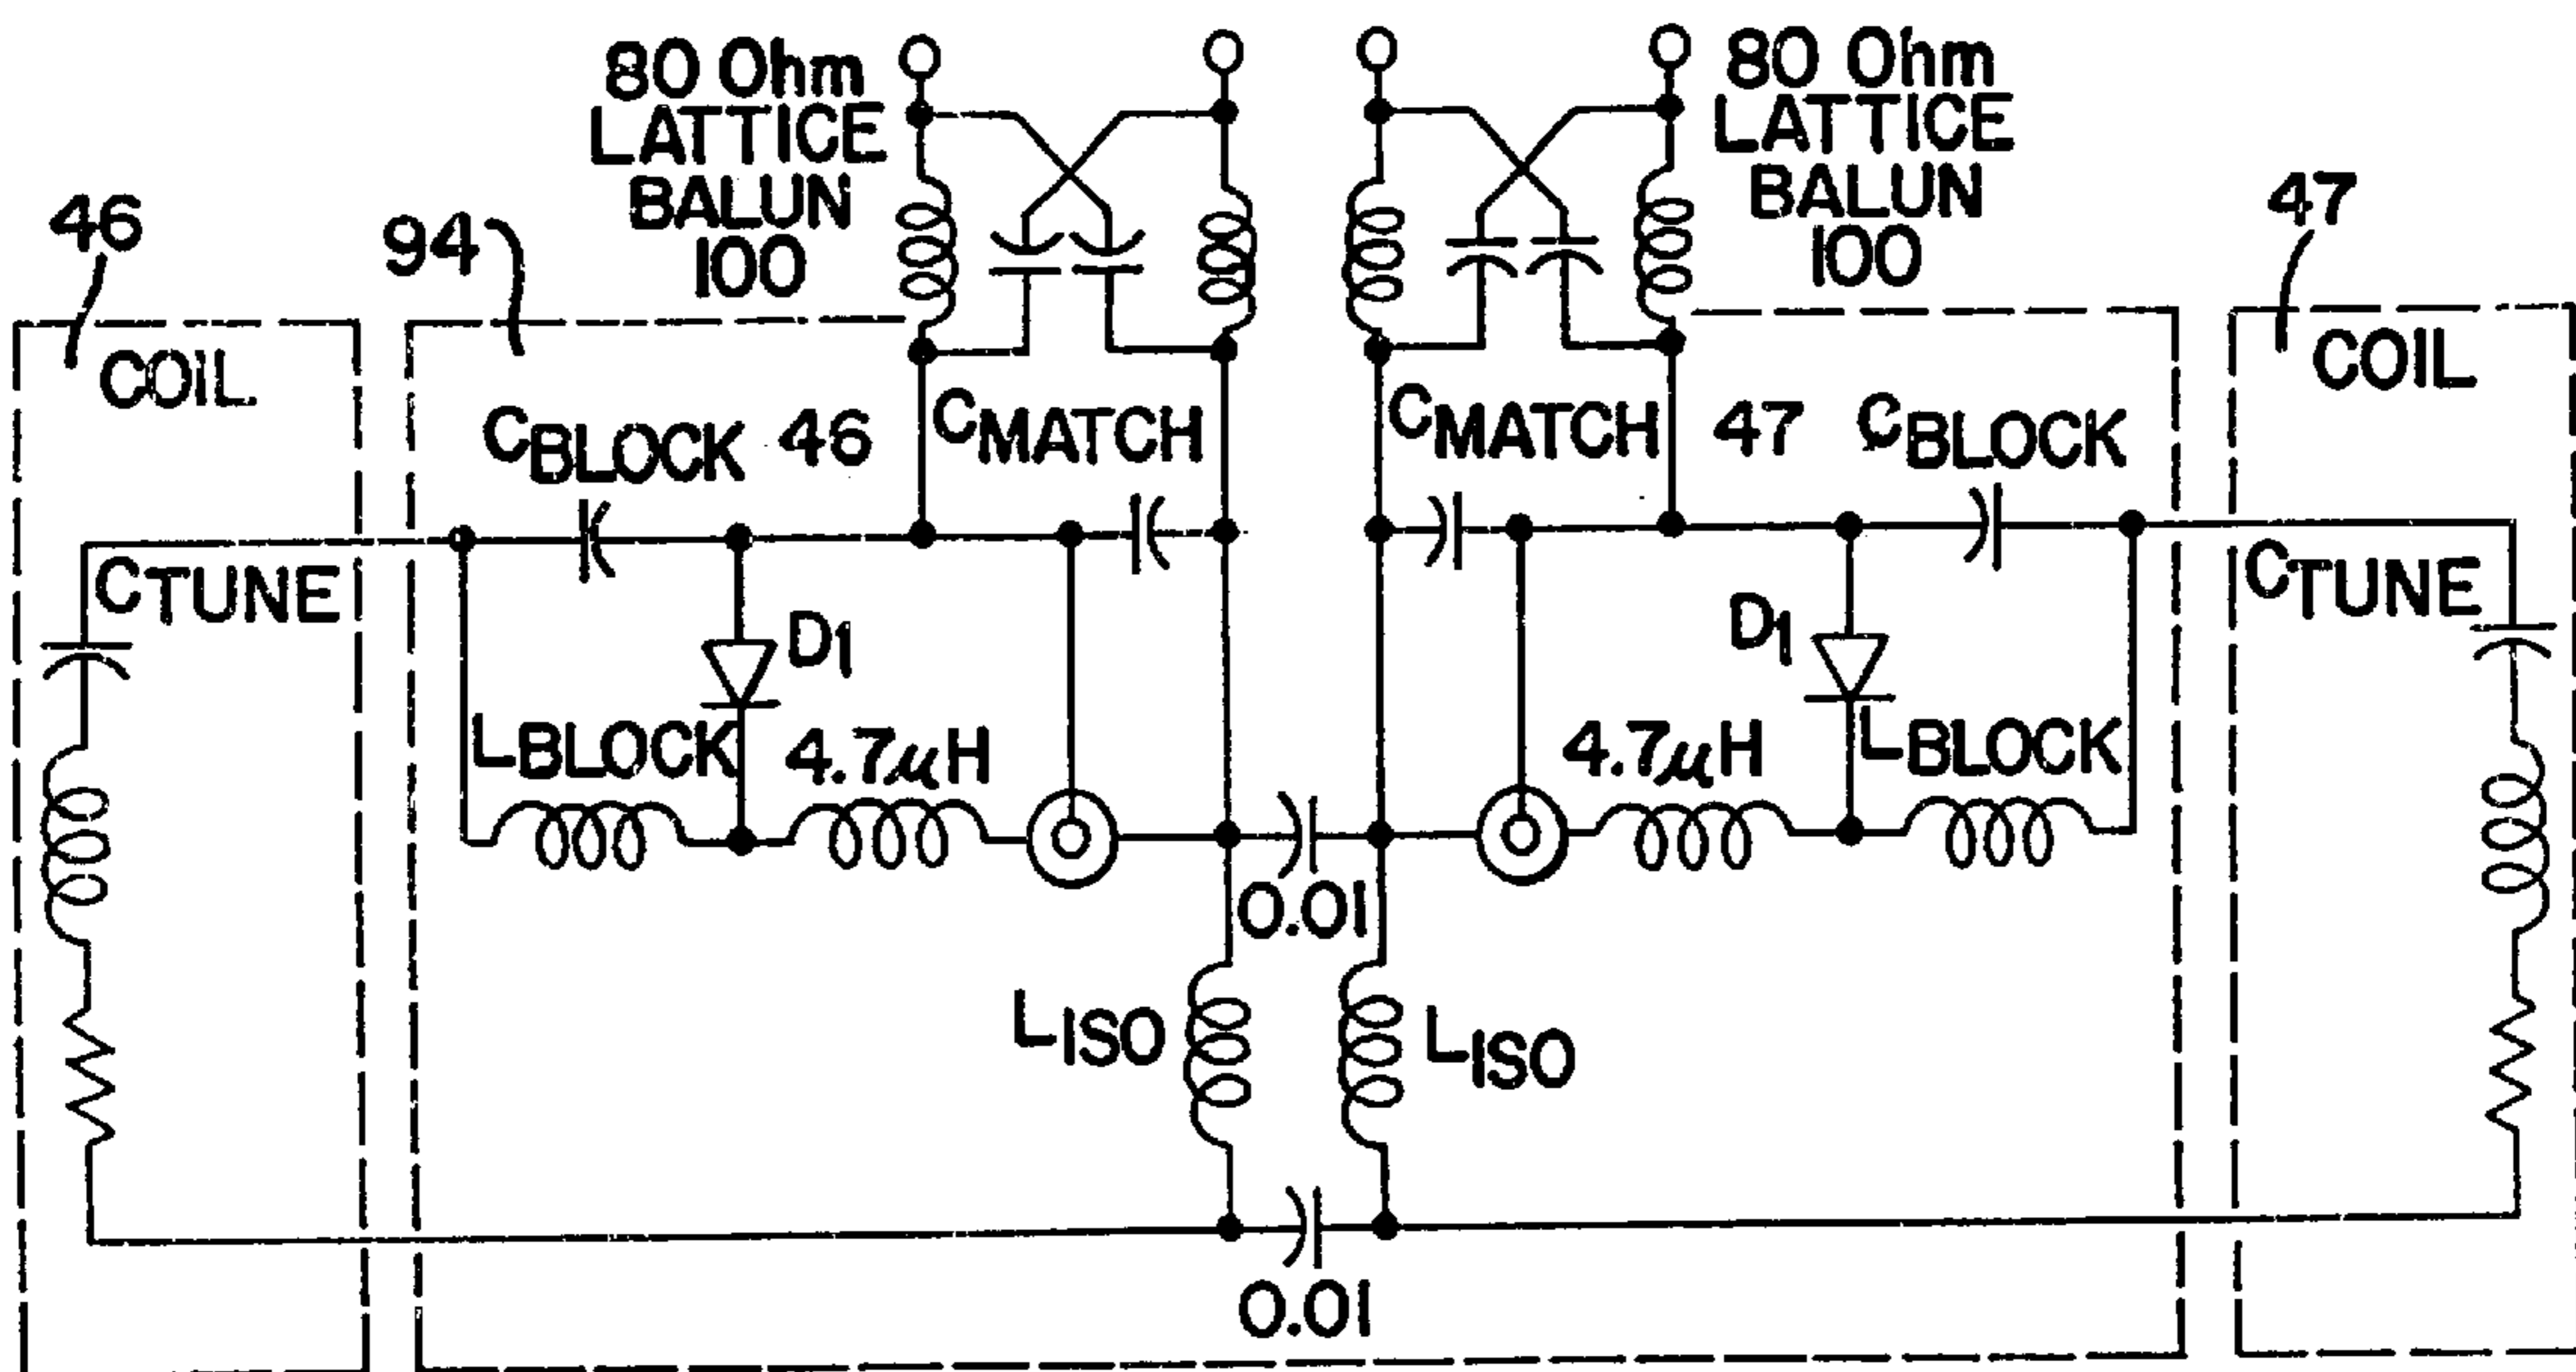 80 Ohm
LATTICE
BALUN
100
80 Ohm
LATTICE
BALUN
100
46
94
47
COIL
COIL
CBLOCK 46
CMATCH
CMATCH
47
CBLOCK
CTUNE
CTUNE
D1
D1
LBLOCK
4.7μH
4.7μH
LBLOCK
0.01
LISO
LISO
0.01